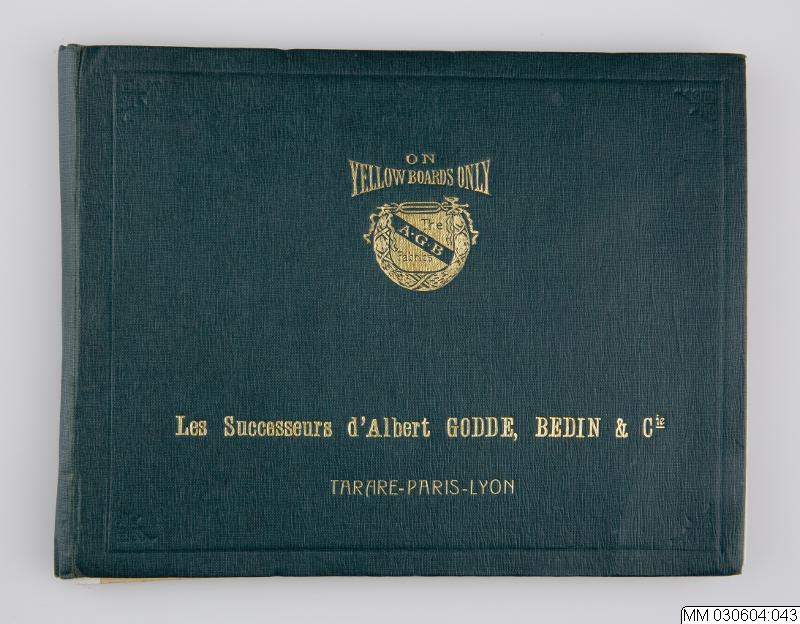 ON
YELLOW BOARDS ONLY
The
A·G·B
Fabrics
Les Successeurs d'Albert GODDE, BEDIN & Cie
TARARE-PARIS-LYON
MM 030604:043